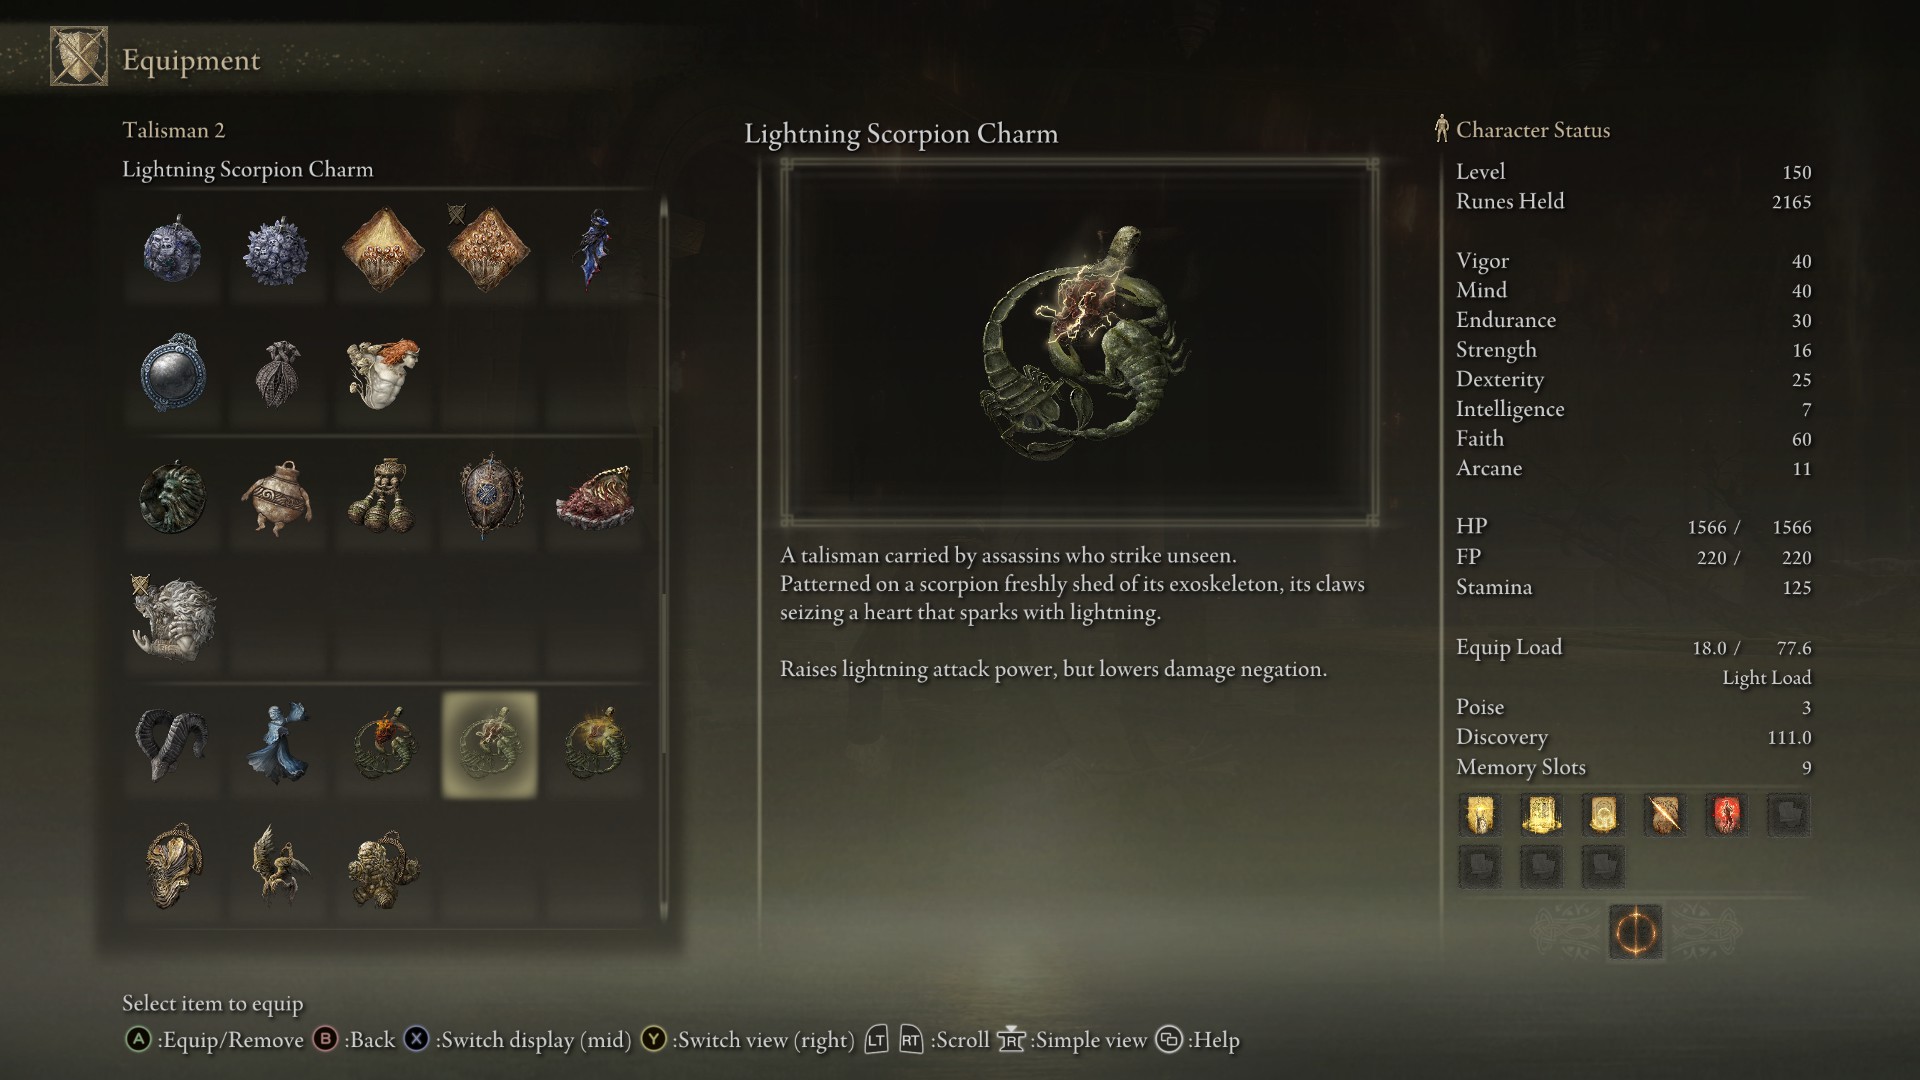 Equipment
Talisman 2
Lightning Scorpion Charm
Lightning Scorpion Charm
A talisman carried by assassins who strike unseen.
Patterned on a scorpion freshly shed of its exoskeleton, its claws
seizing a heart that sparks with lightning.
Raises lightning attack power, but lowers damage negation.
Character Status
Level 150
Runes Held 2165
Vigor 40
Mind 40
Endurance 30
Strength 16
Dexterity 25
Intelligence 7
Faith 60
Arcane 11
HP 1566 / 1566
FP 220 / 220
Stamina 125
Equip Load 18.0 / 77.6
Light Load
Poise 3
Discovery 111.0
Memory Slots 9
Select item to equip
A :Equip/Remove B :Back X :Switch display (mid) Y :Switch view (right) LT RT :Scroll R :Simple view :Help